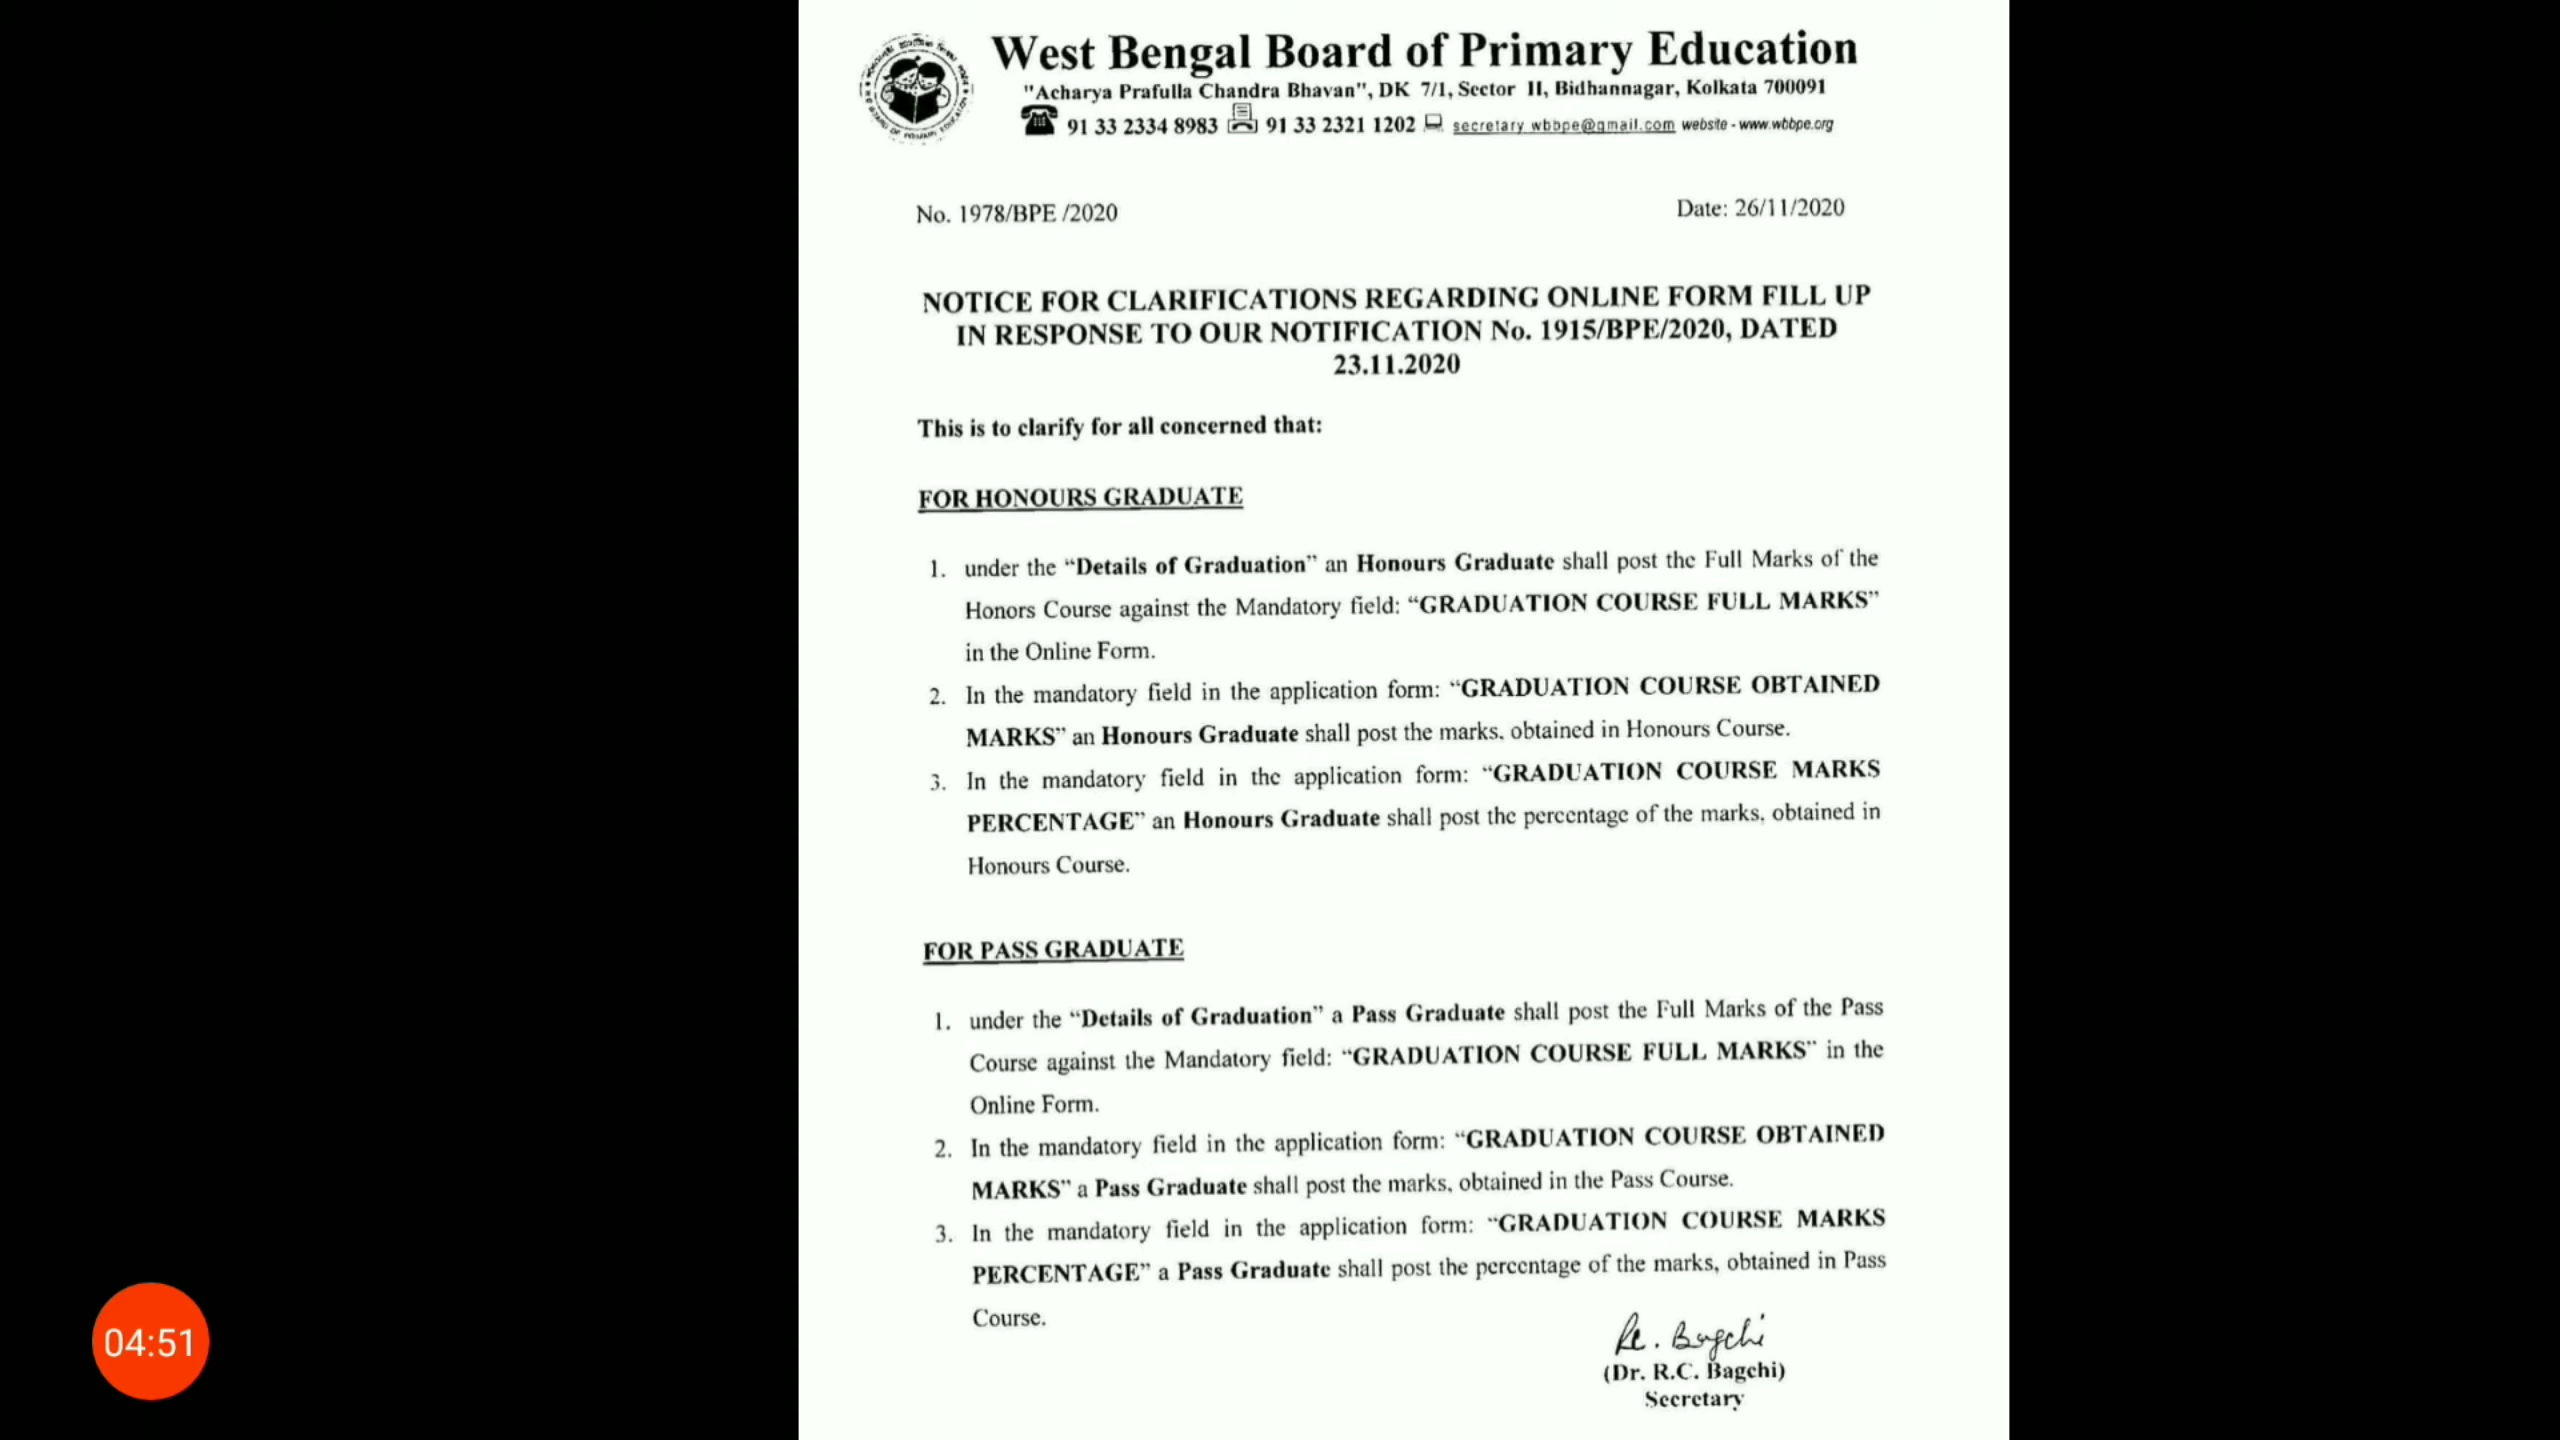 West Bengal Board of Primary Education
"Acharya Prafulla Chandra Bhavan", DK 7/1, Sector II, Bidhannagar, Kolkata 700091
91 33 2334 8983 91 33 2321 1202 secretary wbbpe@gmail.com website - www.wbbpe.org
No. 1978/BPE /2020 Date: 26/11/2020
NOTICE FOR CLARIFICATIONS REGARDING ONLINE FORM FILL UP
IN RESPONSE TO OUR NOTIFICATION No. 1915/BPE/2020, DATED
23.11.2020
This is to clarify for all concerned that:
FOR HONOURS GRADUATE
1. under the “Details of Graduation” an Honours Graduate shall post the Full Marks of the
Honors Course against the Mandatory field: “GRADUATION COURSE FULL MARKS”
in the Online Form.
2. In the mandatory field in the application form: “GRADUATION COURSE OBTAINED
MARKS” an Honours Graduate shall post the marks, obtained in Honours Course.
3. In the mandatory field in the application form: “GRADUATION COURSE MARKS
PERCENTAGE” an Honours Graduate shall post the percentage of the marks, obtained in
Honours Course.
FOR PASS GRADUATE
1. under the “Details of Graduation” a Pass Graduate shall post the Full Marks of the Pass
Course against the Mandatory field: “GRADUATION COURSE FULL MARKS” in the
Online Form.
2. In the mandatory field in the application form: “GRADUATION COURSE OBTAINED
MARKS” a Pass Graduate shall post the marks, obtained in the Pass Course.
3. In the mandatory field in the application form: “GRADUATION COURSE MARKS
PERCENTAGE” a Pass Graduate shall post the percentage of the marks, obtained in Pass
Course.
Rc. Bagchi
(Dr. R.C. Bagchi)
Secretary
04:51